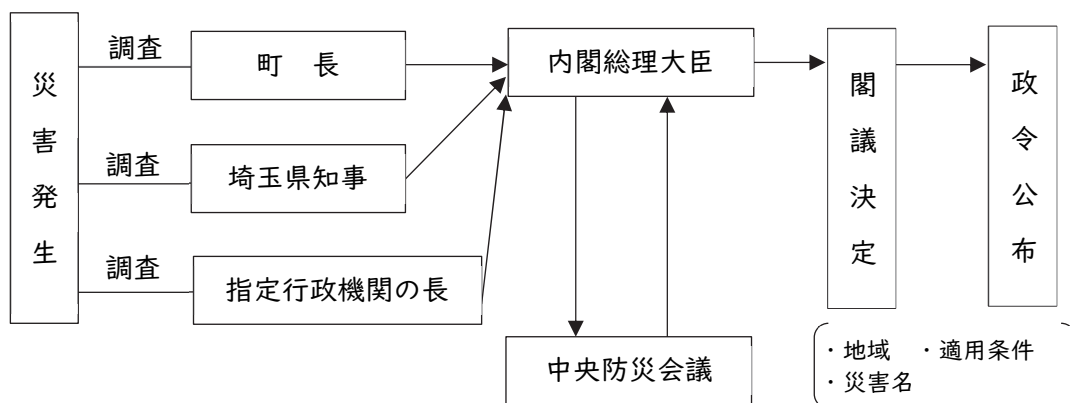 災害発生
調査
町　長
調査
埼玉県知事
調査
指定行政機関の長
内閣総理大臣
中央防災会議
閣議決定
政令公布
・地域　・適用条件
・災害名